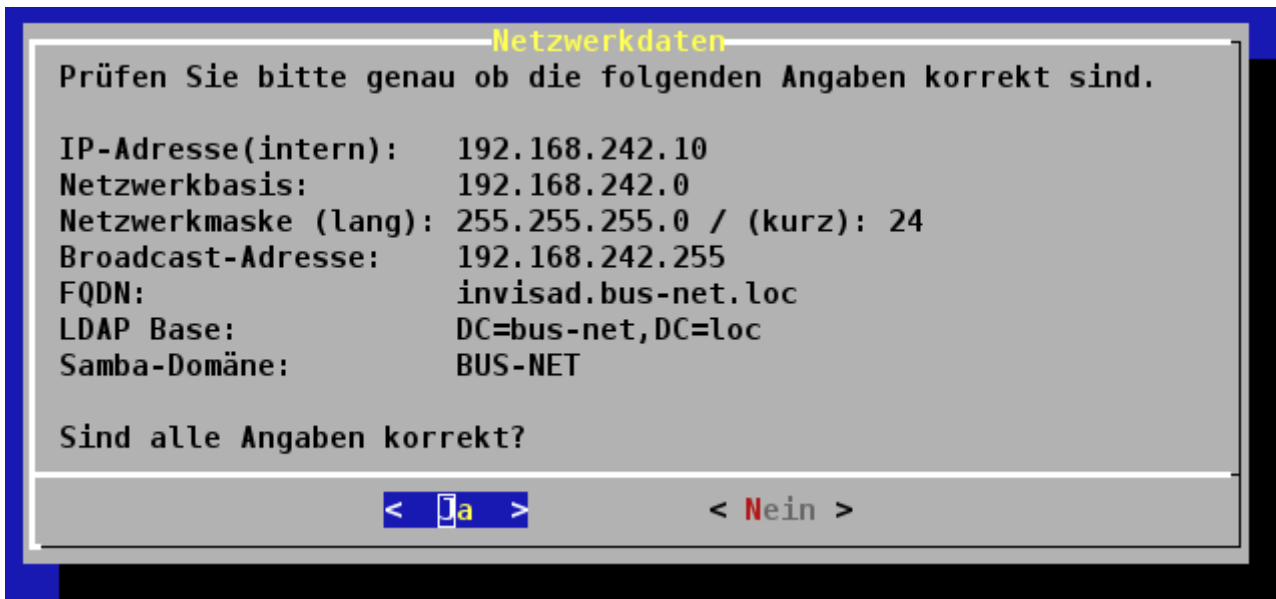 Netzwerkdaten
Prüfen Sie bitte genau ob die folgenden Angaben korrekt sind.
IP-Adresse(intern): 192.168.242.10
Netzwerkbasis: 192.168.242.0
Netzwerkmaske (lang): 255.255.255.0 / (kurz): 24
Broadcast-Adresse: 192.168.242.255
FQDN: invisad.bus-net.loc
LDAP Base: DC=bus-net,DC=loc
Samba-Domäne: BUS-NET
Sind alle Angaben korrekt?
< Ja > < Nein >